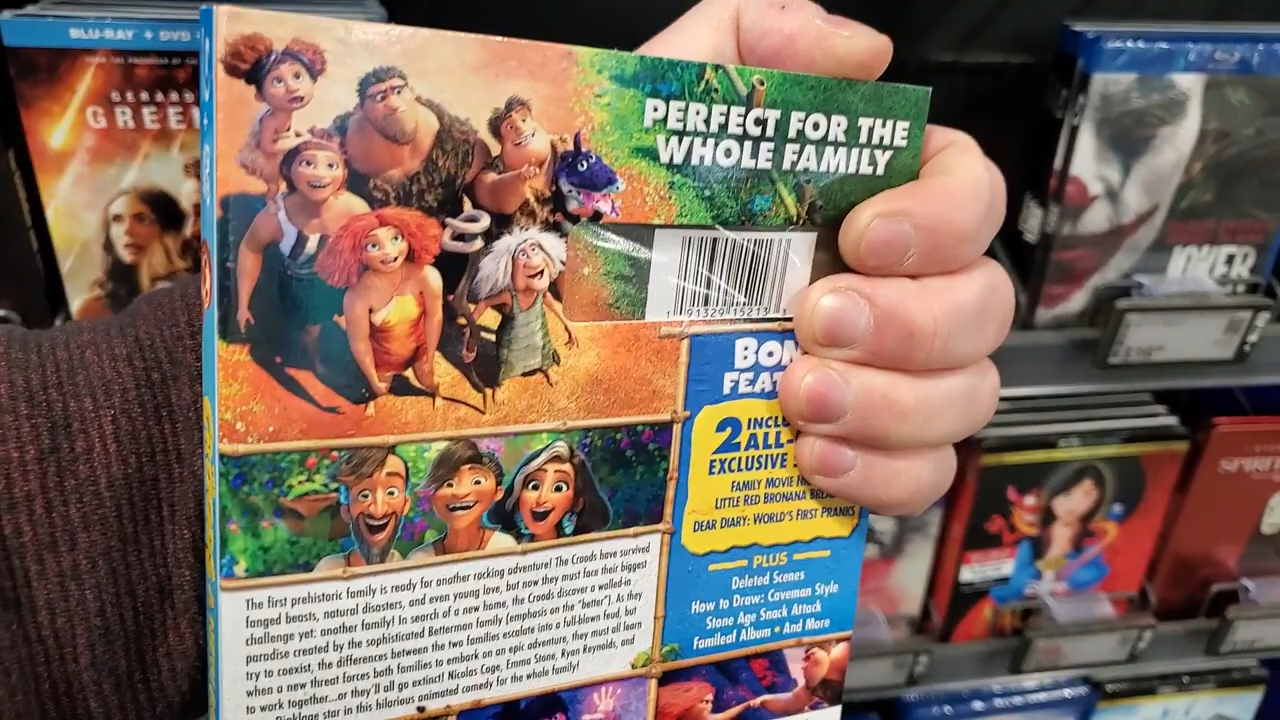 BLU-RAY + DVD
GREE
PERFECT FOR THE
WHOLE FAMILY
1 91329 15213 3
BON
FEAT
2 INCLU
ALL-
EXCLUSIVE
FAMILY MOVIE NI
LITTLE RED BRONANA BREA
DEAR DIARY: WORLD'S FIRST PRANKS
PLUS
Deleted Scenes
How to Draw: Caveman Style
Stone Age Snack Attack
Famileaf Album • And More
The first prehistoric family is ready for another rocking adventure! The Croods have survived
fanged beasts, natural disasters, and even young love, but now they must face their biggest
challenge yet: another family! In search of a new home, the Croods discover a walled-in
paradise created by the sophisticated Betterman family (emphasis on the "better"). As they
try to coexist, the differences between the two families escalate into a full-blown feud, but
when a new threat forces both families to embark on an epic adventure, they must all learn
to work together...or they'll all go extinct! Nicolas Cage, Emma Stone, Ryan Reynolds, and
Dinklage star in this hilarious animated comedy for the whole family!
JOKER
SPIRIT